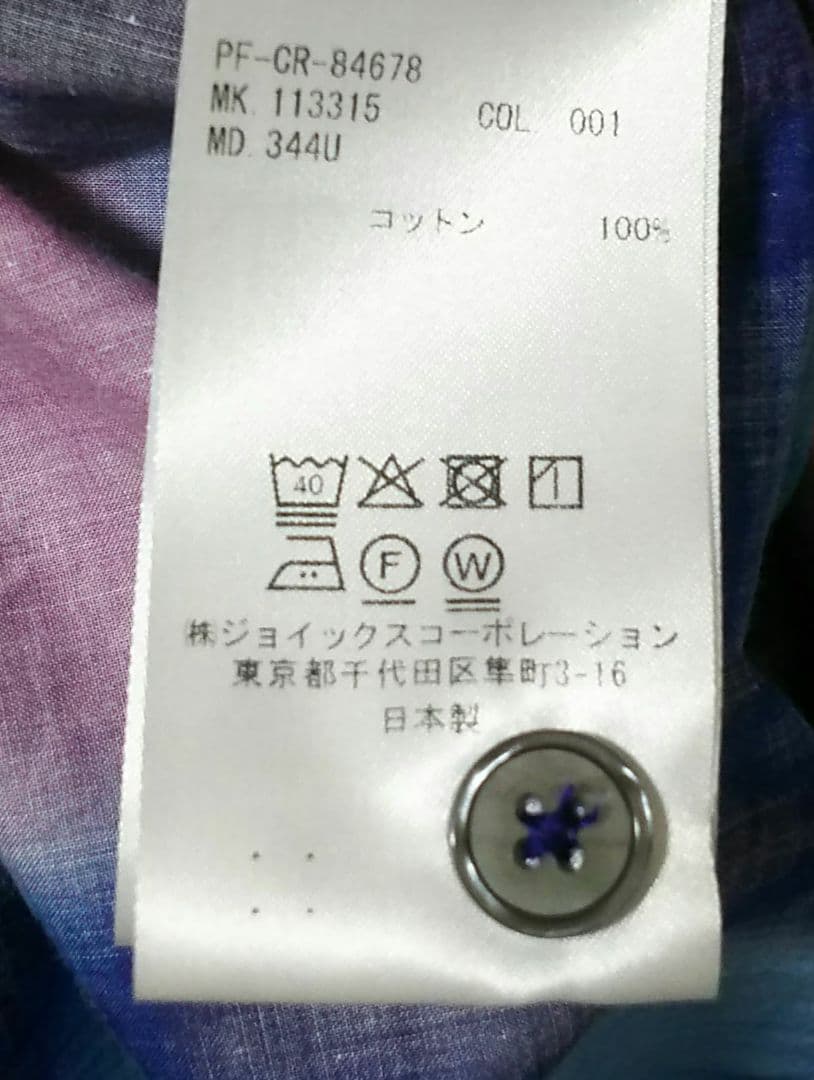 PF-CR-84678
MK. 113315 COL. 001
MD. 344U
コットン 100%
40
F W
㈱ジョイックスコーポレーション
東京都千代田区隼町3-16
日本製